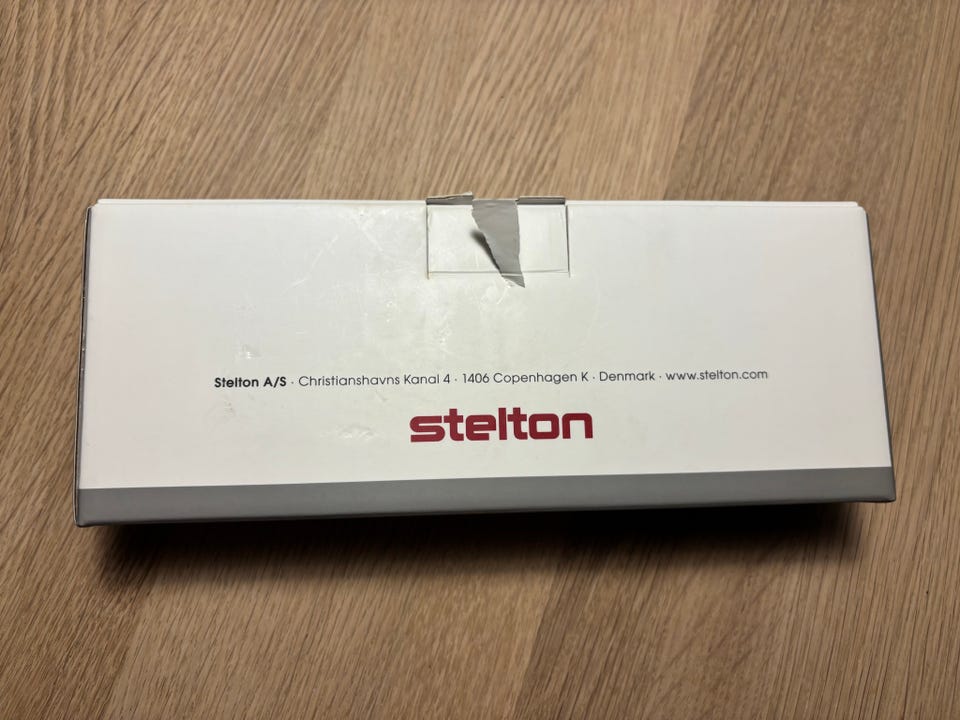 Stelton A/S · Christianshavns Kanal 4 · 1406 Copenhagen K · Denmark · www.stelton.com
stelton